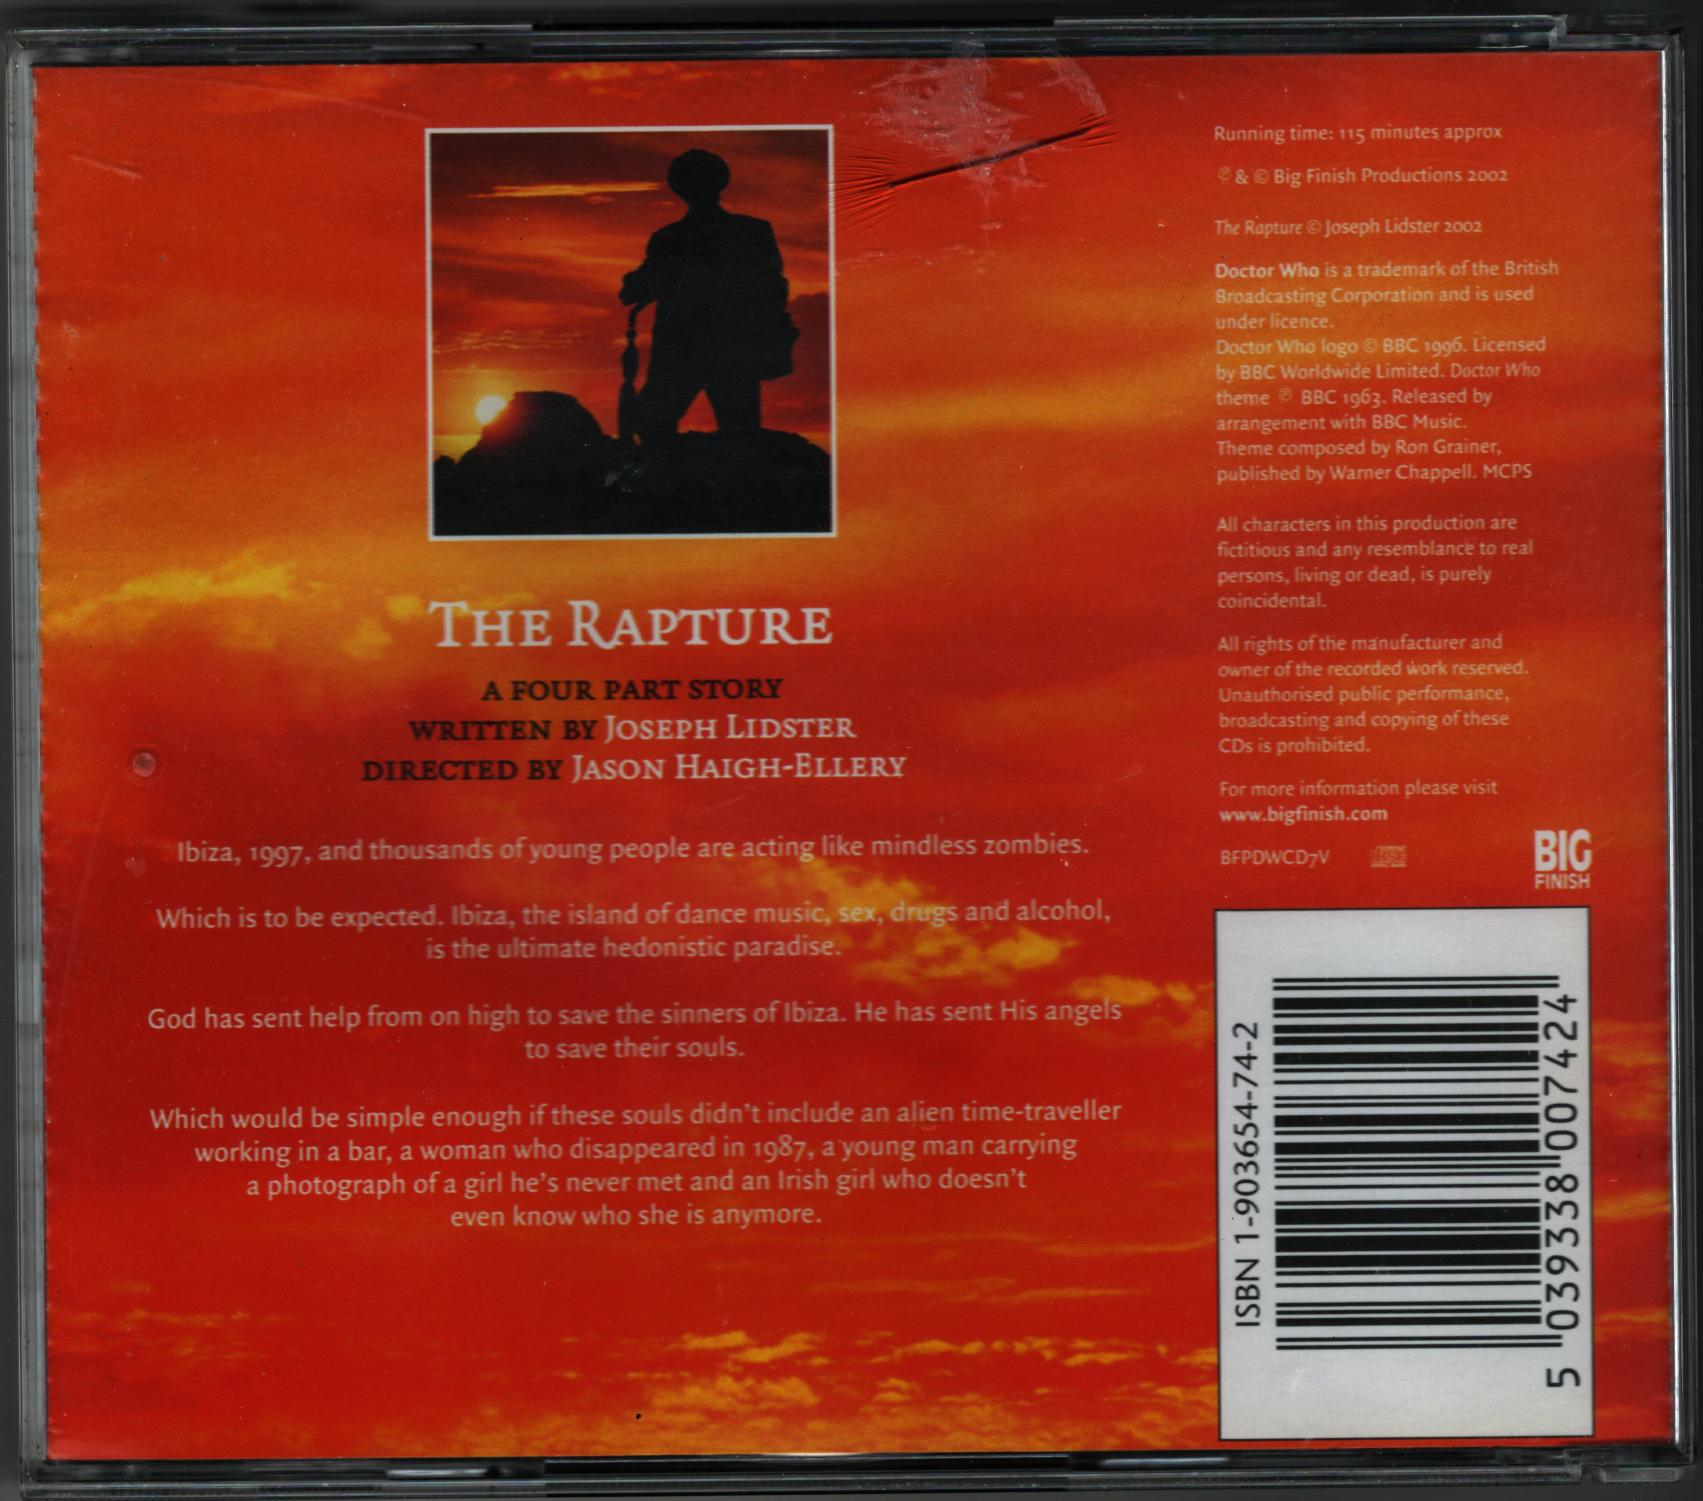 THE RAPTURE
A FOUR PART STORY
WRITTEN BY JOSEPH LIDSTER
DIRECTED BY JASON HAIGH-ELLERY
Ibiza, 1997, and thousands of young people are acting like mindless zombies.
Which is to be expected. Ibiza, the island of dance music, sex, drugs and alcohol,
is the ultimate hedonistic paradise.
God has sent help from on high to save the sinners of Ibiza. He has sent His angels
to save their souls.
Which would be simple enough if these souls didn't include an alien time-traveller
working in a bar, a woman who disappeared in 1987, a young man carrying
a photograph of a girl he's never met and an Irish girl who doesn't
even know who she is anymore.
Running time: 115 minutes approx
℗ & © Big Finish Productions 2002
The Rapture © Joseph Lidster 2002
Doctor Who is a trademark of the British
Broadcasting Corporation and is used
under licence.
Doctor Who logo © BBC 1996. Licensed
by BBC Worldwide Limited. Doctor Who
theme ℗ BBC 1963. Released by
arrangement with BBC Music.
Theme composed by Ron Grainer,
published by Warner Chappell. MCPS
All characters in this production are
fictitious and any resemblance to real
persons, living or dead, is purely
coincidental.
All rights of the manufacturer and
owner of the recorded work reserved.
Unauthorised public performance,
broadcasting and copying of these
CDs is prohibited.
For more information please visit
www.bigfinish.com
BFPDWCD7V
BIG
FINISH
ISBN 1-903654-74-2
5 039338 007424